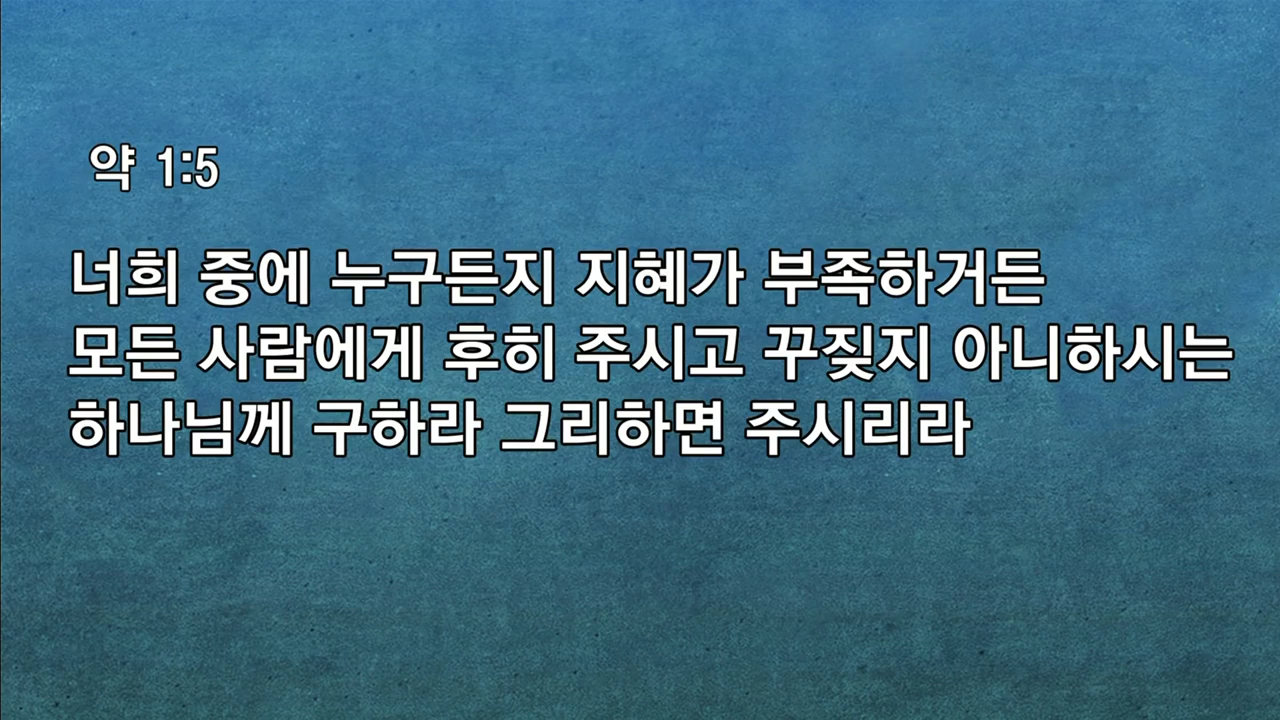 약 1:5
너희 중에 누구든지 지혜가 부족하거든
모든 사람에게 후히 주시고 꾸짖지 아니하시는
하나님께 구하라 그리하면 주시리라